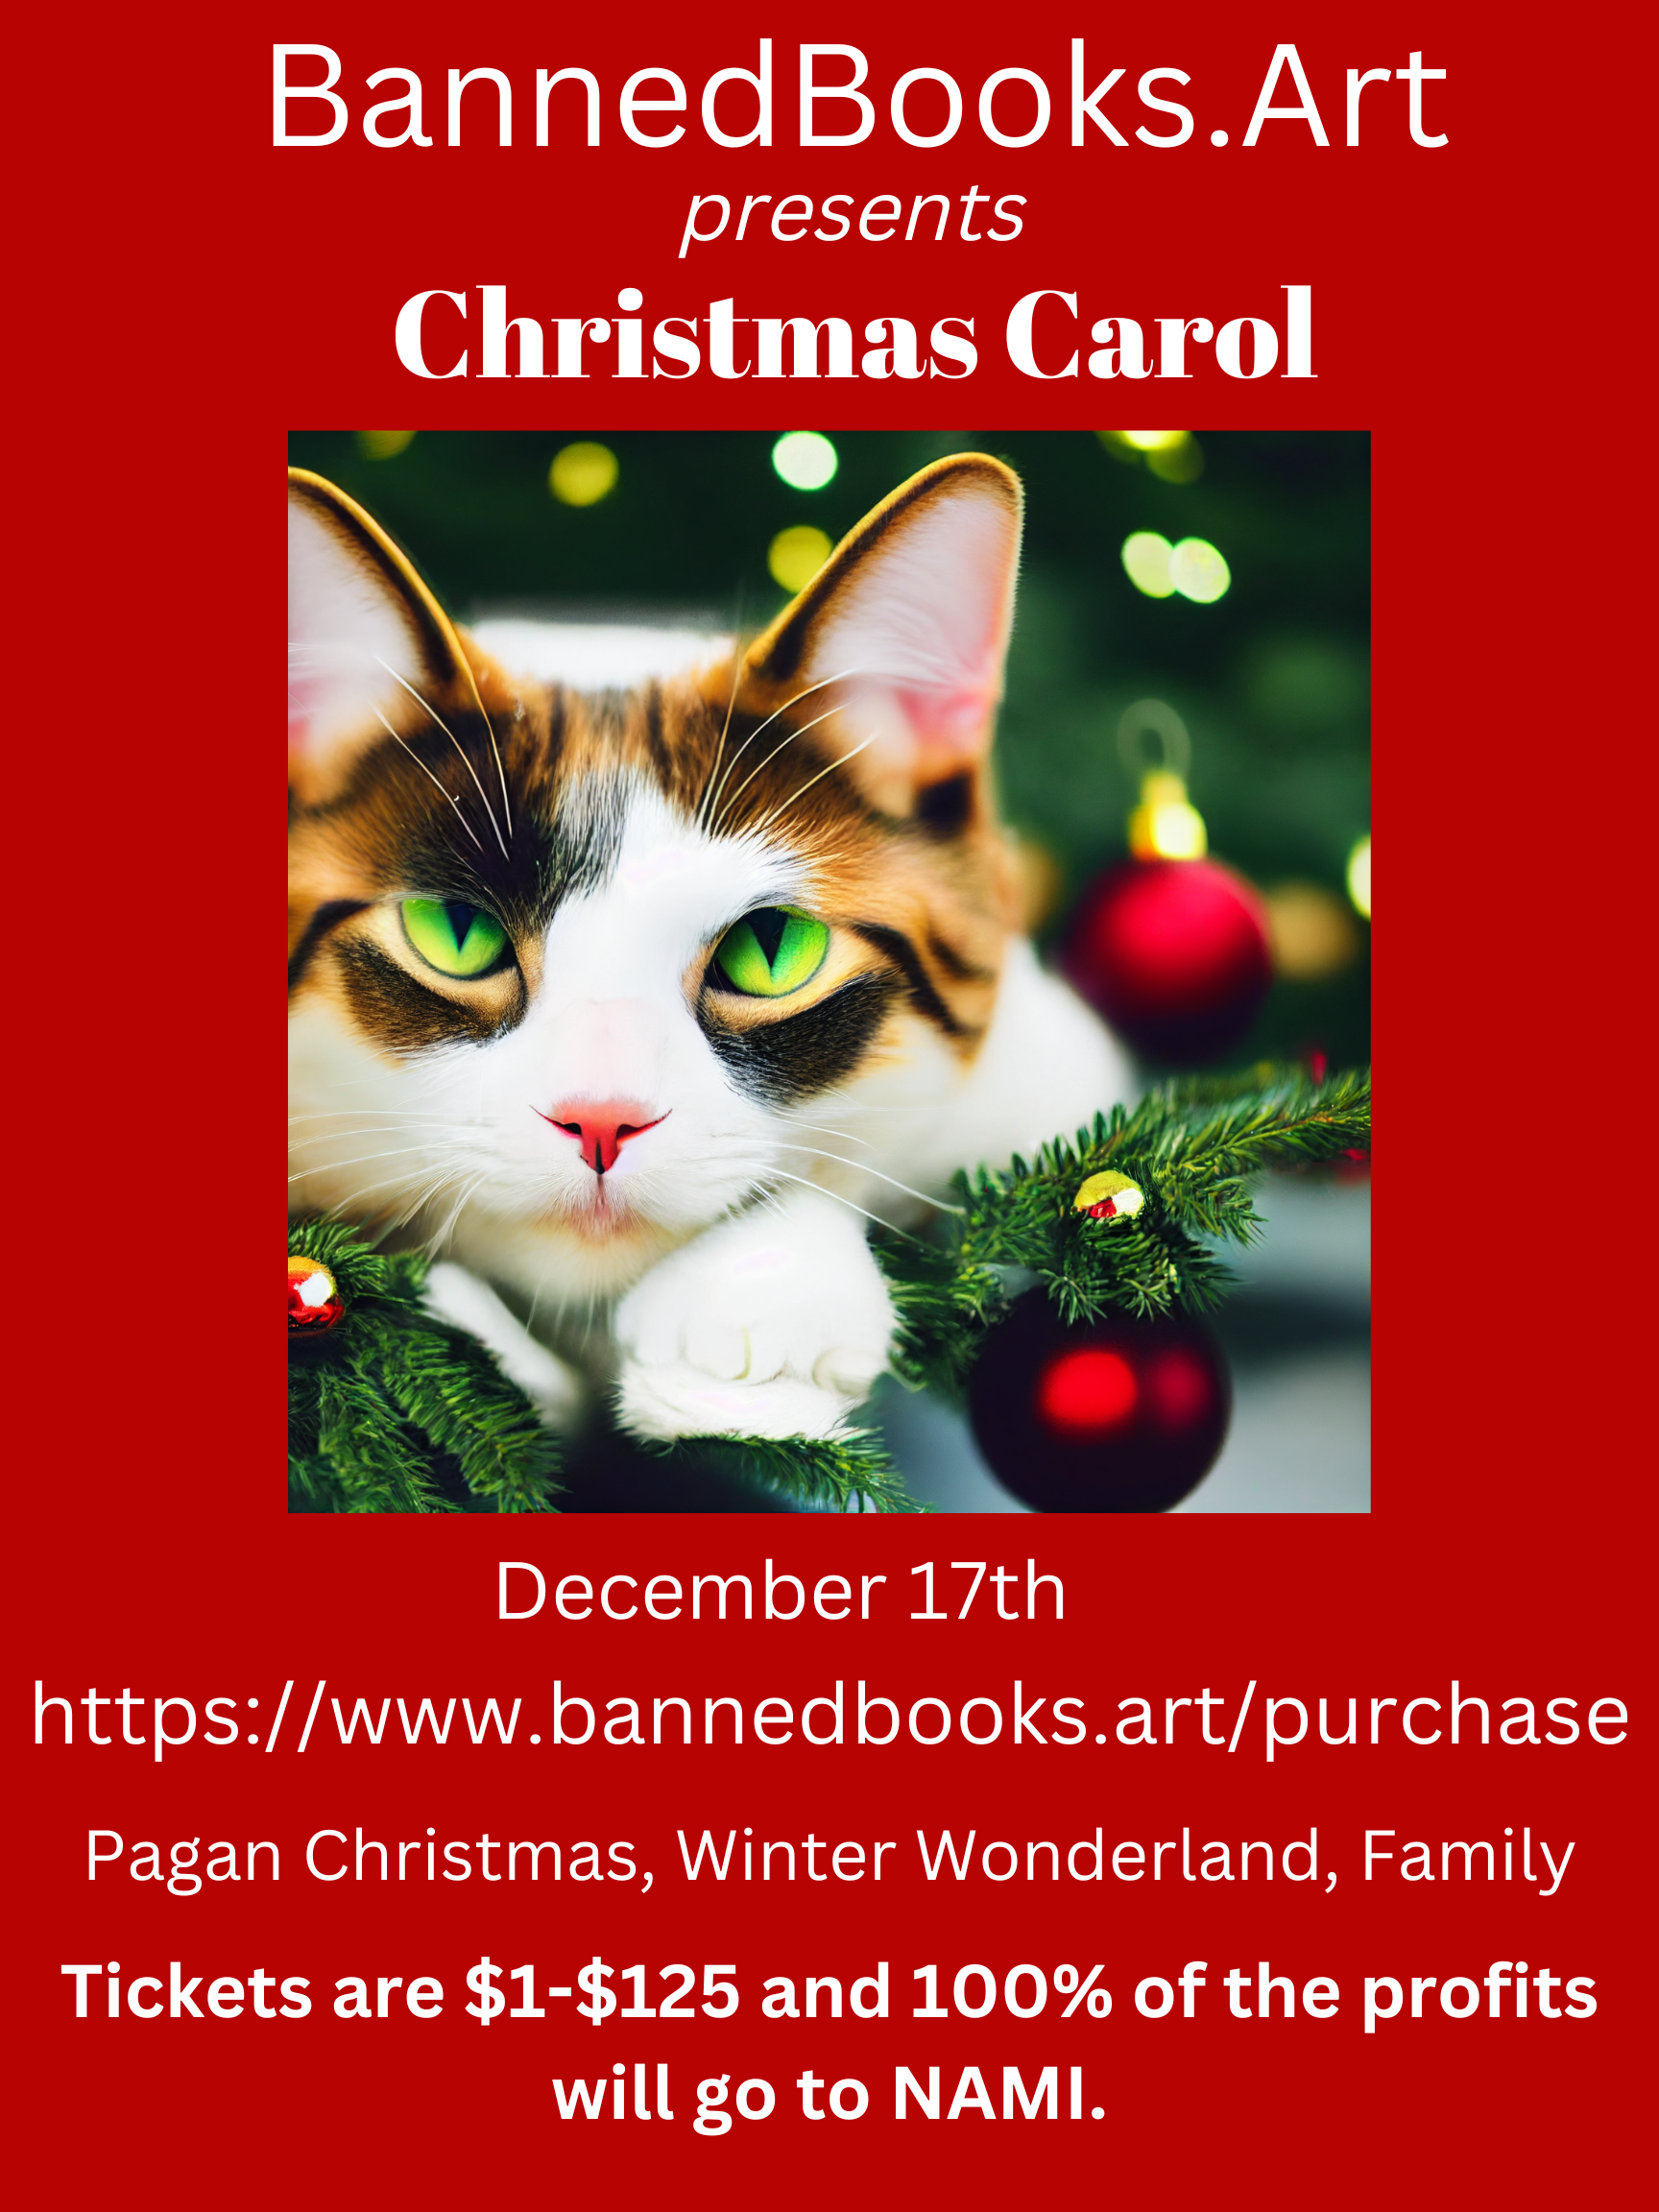 BannedBooks.Art
presents
Christmas Carol
December 17th
https://www.bannedbooks.art/purchase
Pagan Christmas, Winter Wonderland, Family
Tickets are $1-$125 and 100% of the profits
will go to NAMI.